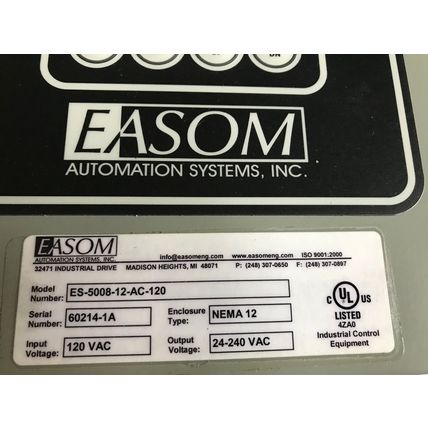 EASOM
AUTOMATION SYSTEMS, INC.
EASOM
AUTOMATION SYSTEMS, INC. info@easomeng.com www.easomeng.com ISO 9001:2000
32471 INDUSTRIAL DRIVE MADISON HEIGHTS, MI 48071 P: (248) 307-0650 F: (248) 307-0897
Model Number: ES-5008-12-AC-120
Serial Number: 60214-1A Enclosure Type: NEMA 12
Input Voltage: 120 VAC Output Voltage: 24-240 VAC
C UL US
LISTED
4ZA0
Industrial Control
Equipment